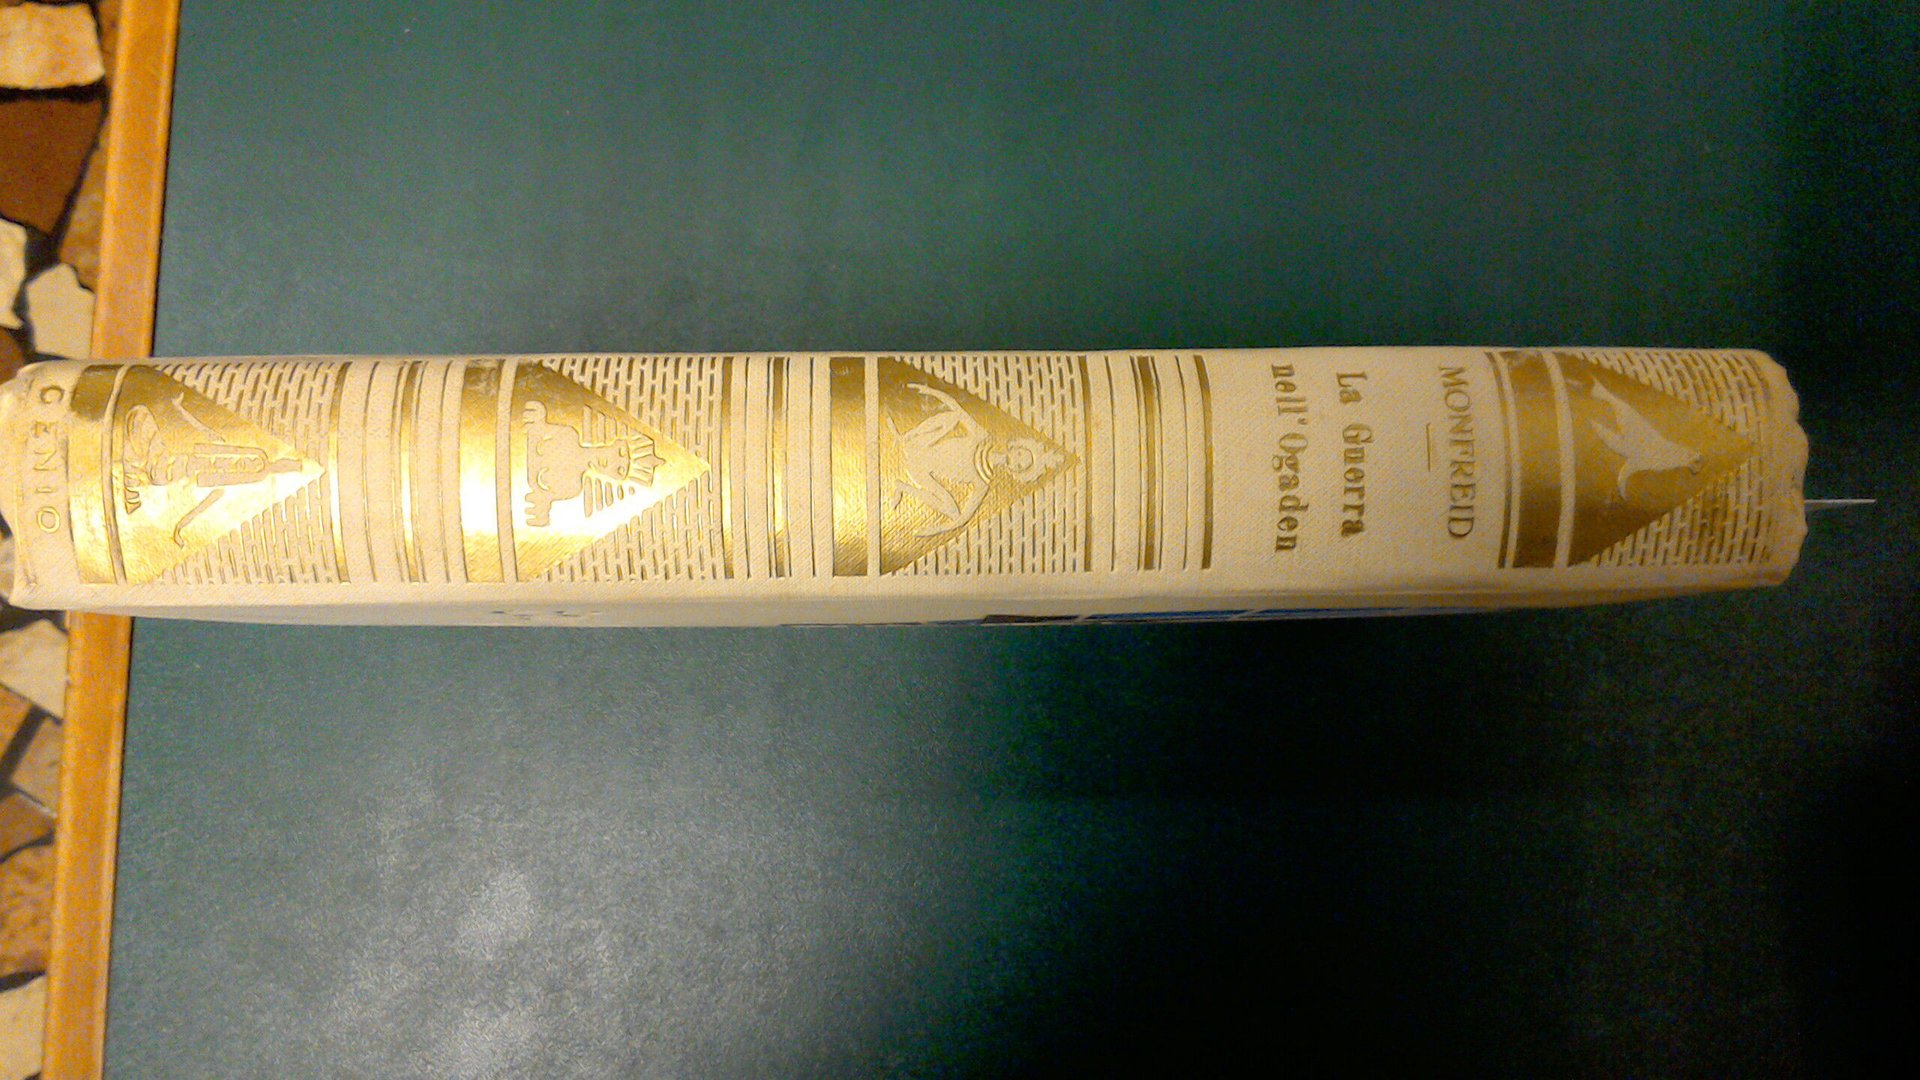 MONFREID
La Guerra
nell' Ogaden
GENIO